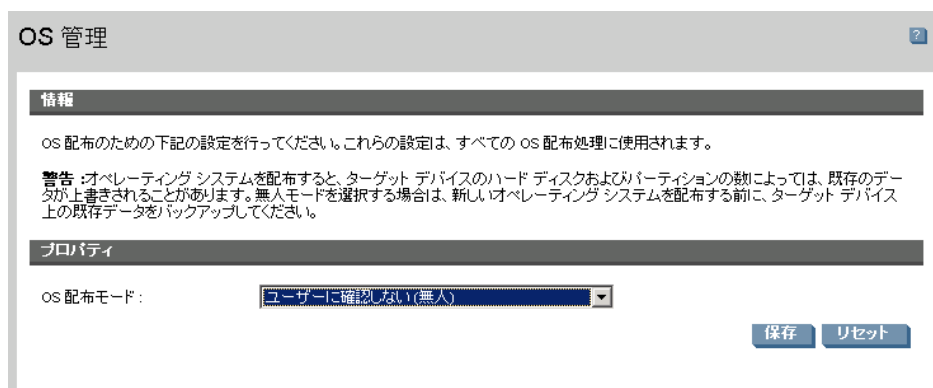 OS 管理
?
情報
OS 配布のための下記の設定を行ってください。これらの設定は、すべての OS 配布処理に使用されます。
警告 :オペレーティング システムを配布すると、ターゲット デバイスのハード ディスクおよびパーティションの数によっては、既存のデー
タが上書きされることがあります。無人モードを選択する場合は、新しいオペレーティング システムを配布する前に、ターゲット デバイス
上の既存データをバックアップしてください。
プロパティ
OS 配布モード : ユーザーに確認しない(無人)
保存 リセット